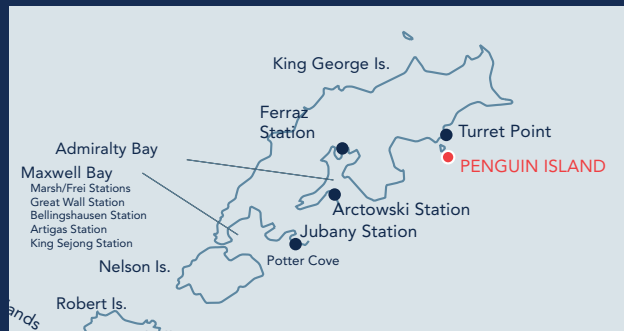 King George Is.
Ferraz
Station
Turret Point
Admiralty Bay
PENGUIN ISLAND
Maxwell Bay
Marsh/Frei Stations
Great Wall Station
Bellingshausen Station
Artigas Station
King Sejong Station
Arctowski Station
Jubany Station
Potter Cove
Nelson Is.
Robert Is.